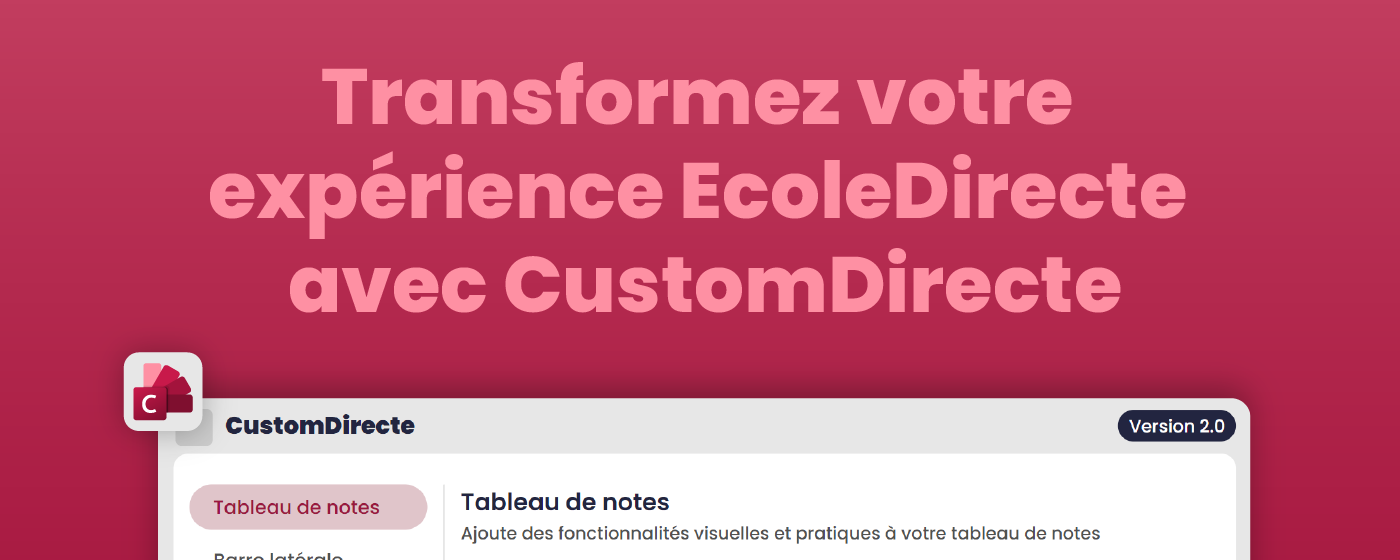 Transformez votre
expérience EcoleDirecte
avec CustomDirecte
C
CustomDirecte
Version 2.0
Tableau de notes
Tableau de notes
Ajoute des fonctionnalités visuelles et pratiques à votre tableau de notes
Barre latérale